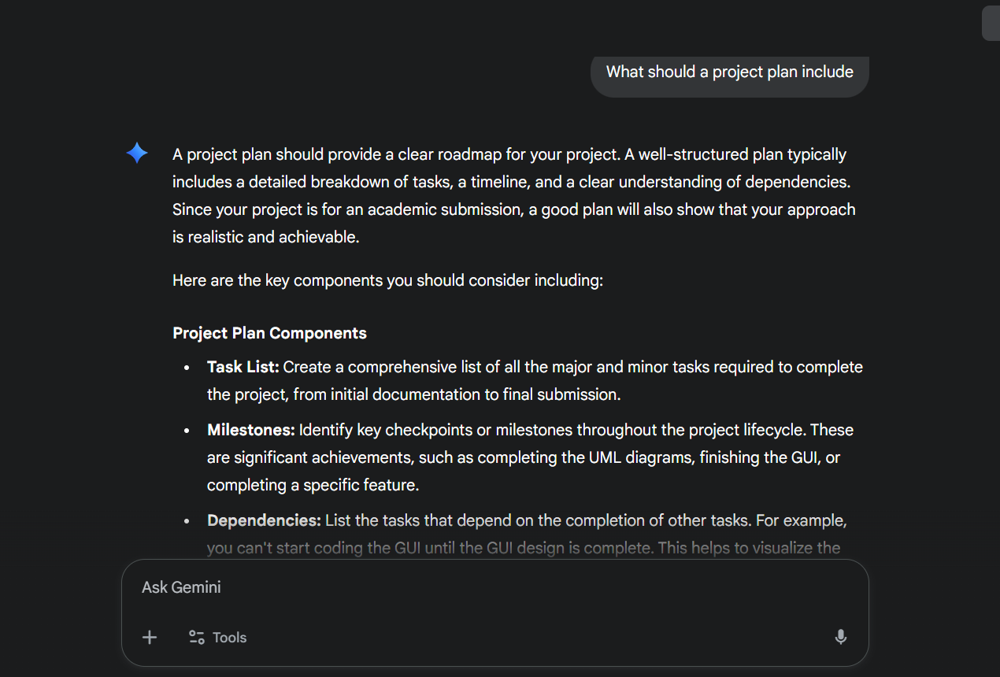 What should a project plan include
A project plan should provide a clear roadmap for your project. A well-structured plan typically
includes a detailed breakdown of tasks, a timeline, and a clear understanding of dependencies.
Since your project is for an academic submission, a good plan will also show that your approach
is realistic and achievable.
Here are the key components you should consider including:
Project Plan Components
• Task List: Create a comprehensive list of all the major and minor tasks required to complete
the project, from initial documentation to final submission.
• Milestones: Identify key checkpoints or milestones throughout the project lifecycle. These
are significant achievements, such as completing the UML diagrams, finishing the GUI, or
completing a specific feature.
• Dependencies: List the tasks that depend on the completion of other tasks. For example,
you can't start coding the GUI until the GUI design is complete. This helps to visualize the
Ask Gemini
Tools